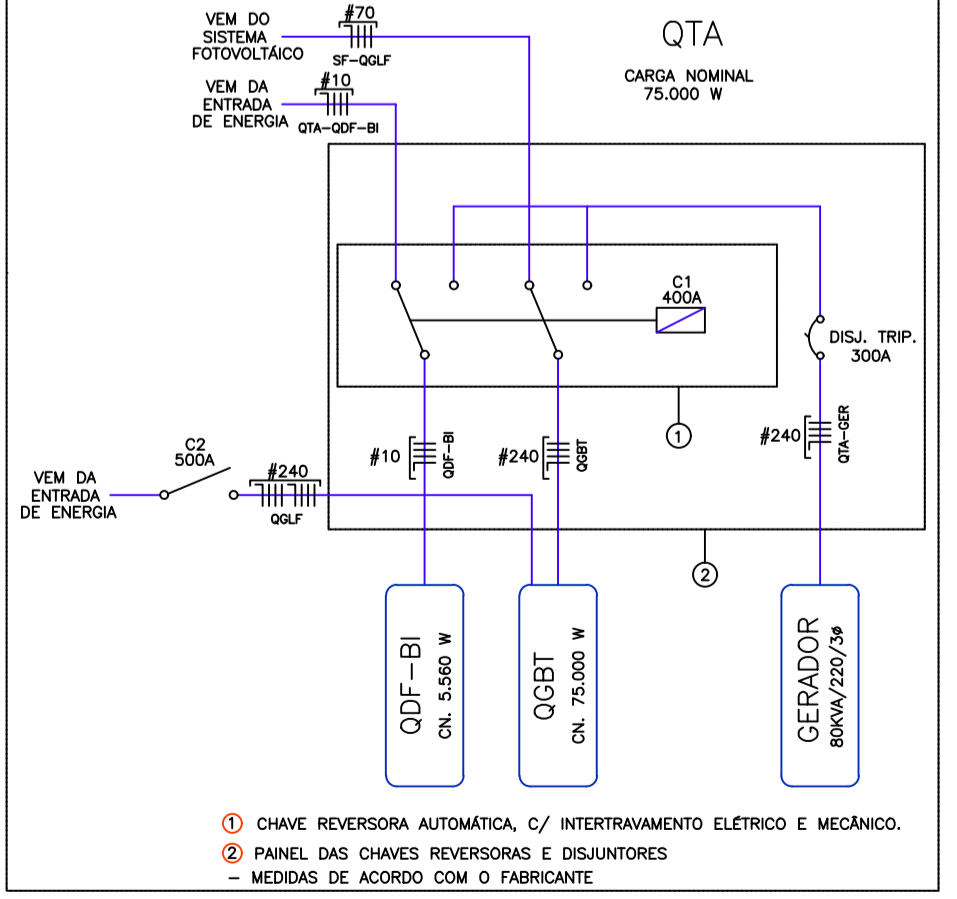 VEM DO
SISTEMA
FOTOVOLTÁICO
#70
SF-QGLF
QTA
CARGA NOMINAL
75.000 W
VEM DA
ENTRADA
DE ENERGIA
#10
QTA-QDF-BI
C1
400A
DISJ. TRIP.
300A
1
#10
QDF-BI
#240
QGBT
#240
QTA-GER
C2
500A
VEM DA
ENTRADA
DE ENERGIA
#240
QGLF
2
QDF-BI
CN. 5.560 W
QGBT
CN. 75.000 W
GERADOR
80KVA/220/3ø
1 CHAVE REVERSORA AUTOMÁTICA, C/ INTERTRAVAMENTO ELÉTRICO E MECÂNICO.
2 PAINEL DAS CHAVES REVERSORAS E DISJUNTORES
- MEDIDAS DE ACORDO COM O FABRICANTE